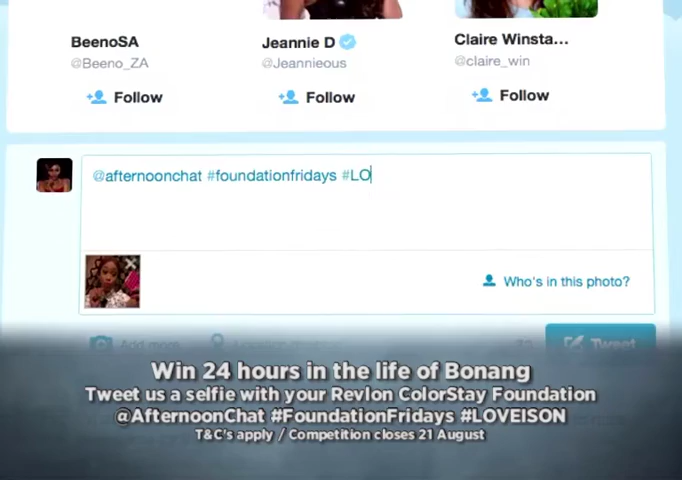 BeenoSA
@Beeno_ZA
Follow
Jeannie D
@Jeannieous
Follow
Claire Winsta...
@claire_win
Follow
@afternoonchat #foundationfridays #LO
Who's in this photo?
Add more
Tweet
Win 24 hours in the life of Bonang
Tweet us a selfie with your Revlon ColorStay Foundation
@AfternoonChat #FoundationFridays #LOVEISON
T&C's apply / Competition closes 21 August